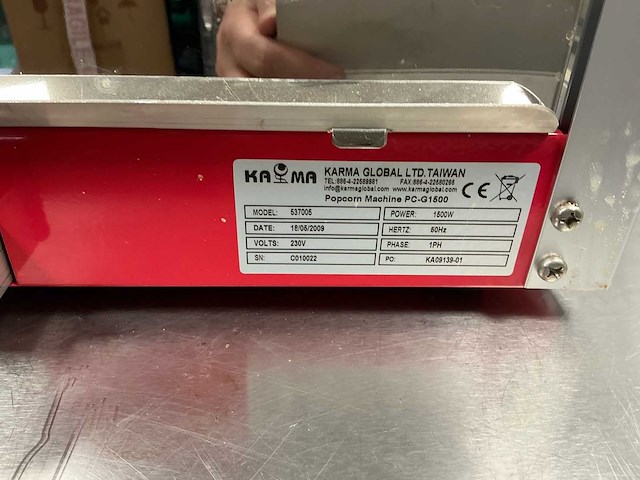 KARMA
KARMA GLOBAL LTD.TAIWAN
TEL:886-4-22589881 FAX:886-4-22580266
info@karmaglobal.com www.karmaglobal.com
Popcorn Machine PC-G1500
CE
MODEL: 537005
POWER: 1500W
DATE: 18/05/2009
HERTZ: 50Hz
VOLTS: 230V
PHASE: 1PH
SN: C010022
PO: KA09139-01